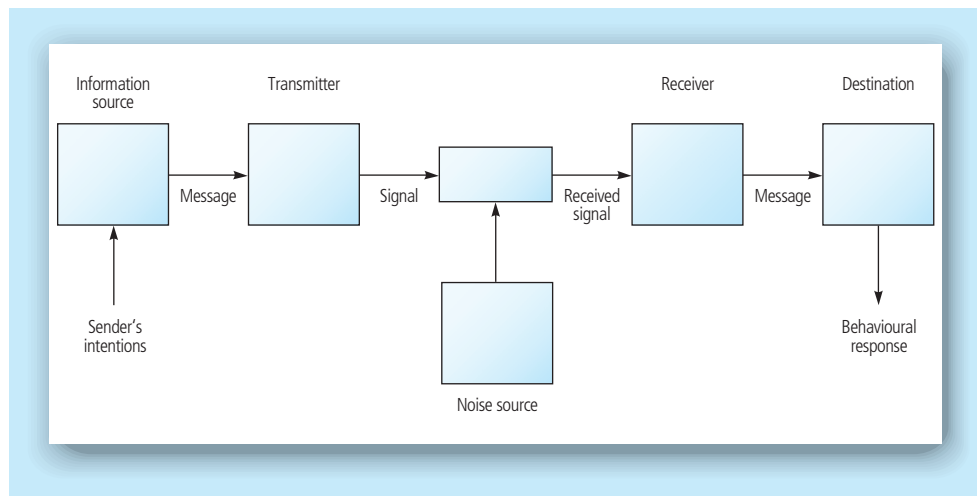 Information
source
Transmitter
Receiver
Destination
Message
Signal
Received
signal
Message
Sender's
intentions
Behavioural
response
Noise source